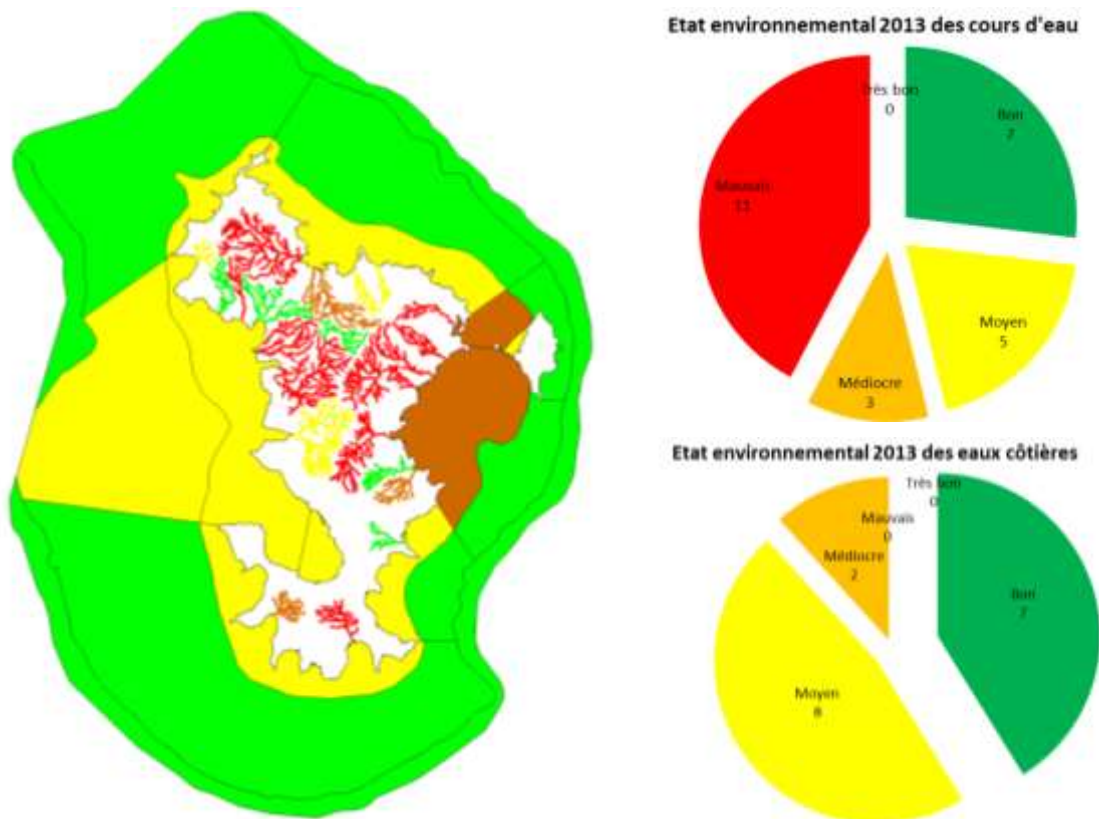 Etat environnemental 2013 des cours d'eau
Très bon
0
Bon
7
Mauvais
11
Moyen
5
Médiocre
3
Etat environnemental 2013 des eaux côtières
Très bon
0
Mauvais
0
Médiocre
2
Bon
7
Moyen
8